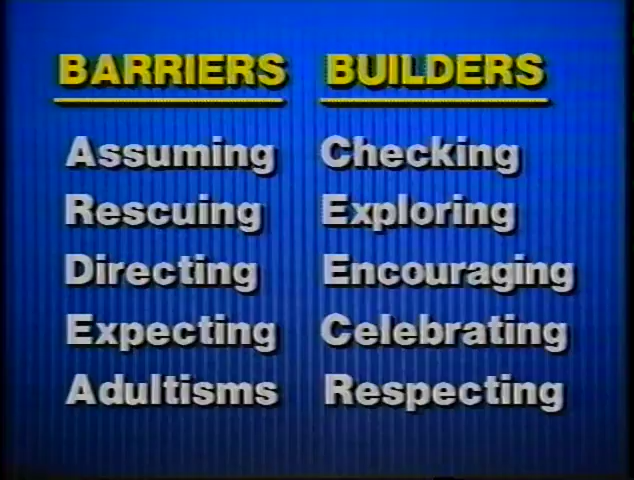 BARRIERS BUILDERS
Assuming Checking
Rescuing Exploring
Directing Encouraging
Expecting Celebrating
Adultisms Respecting